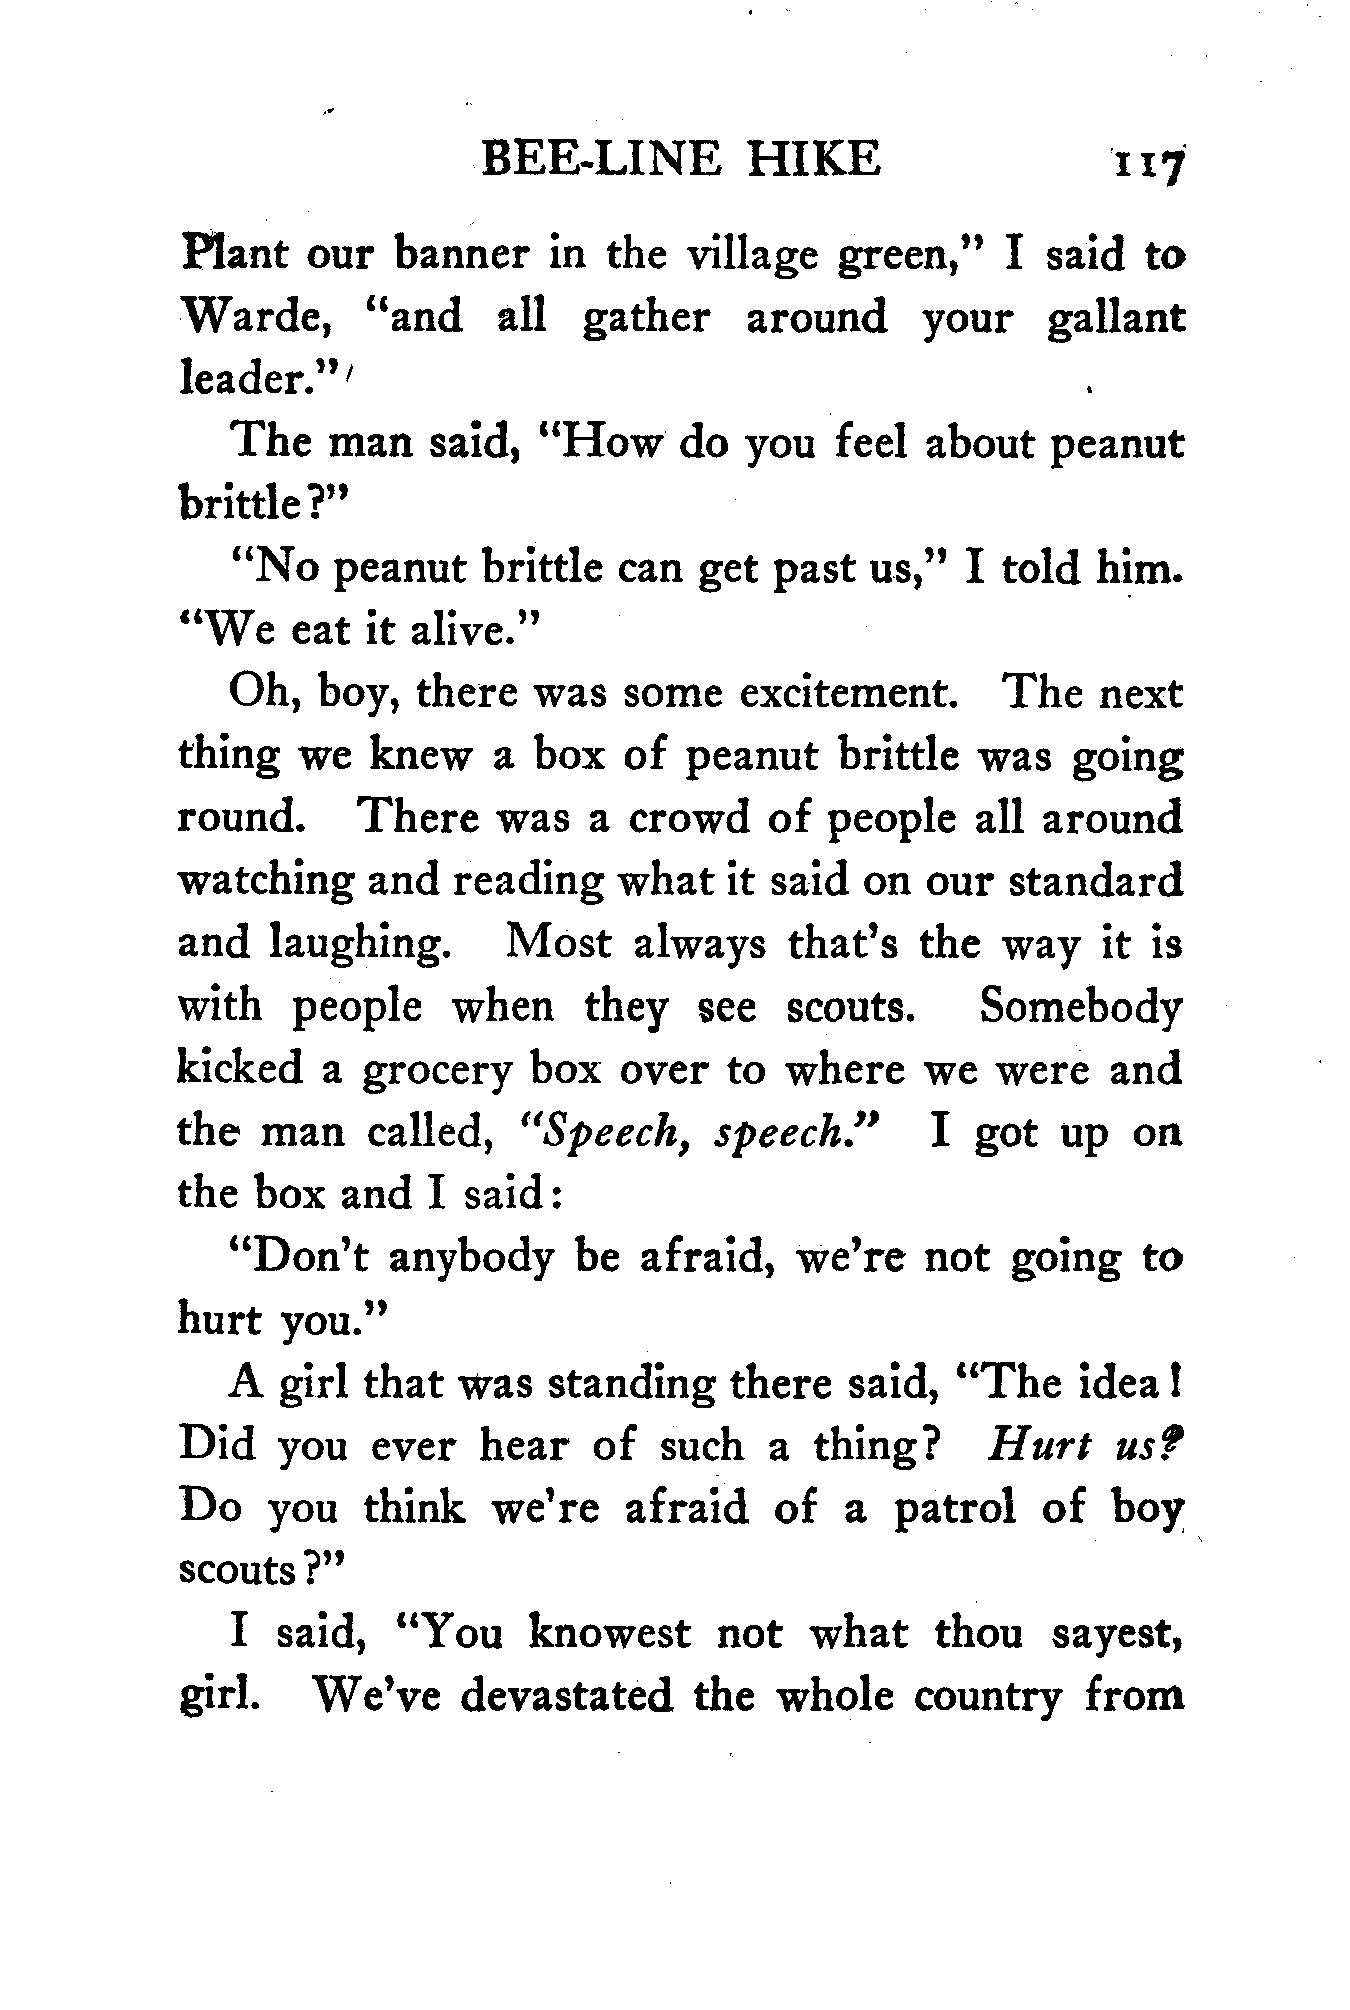 BEE-LINE HIKE 117
Plant our banner in the village green," I said to
Warde, "and all gather around your gallant
leader."
The man said, "How do you feel about peanut
brittle?"
"No peanut brittle can get past us," I told him.
"We eat it alive."
Oh, boy, there was some excitement. The next
thing we knew a box of peanut brittle was going
round. There was a crowd of people all around
watching and reading what it said on our standard
and laughing. Most always that's the way it is
with people when they see scouts. Somebody
kicked a grocery box over to where we were and
the man called, "Speech, speech." I got up on
the box and I said:
"Don't anybody be afraid, we're not going to
hurt you."
A girl that was standing there said, "The idea!
Did you ever hear of such a thing? Hurt us?
Do you think we're afraid of a patrol of boy
scouts?"
I said, "You knowest not what thou sayest,
girl. We've devastated the whole country from